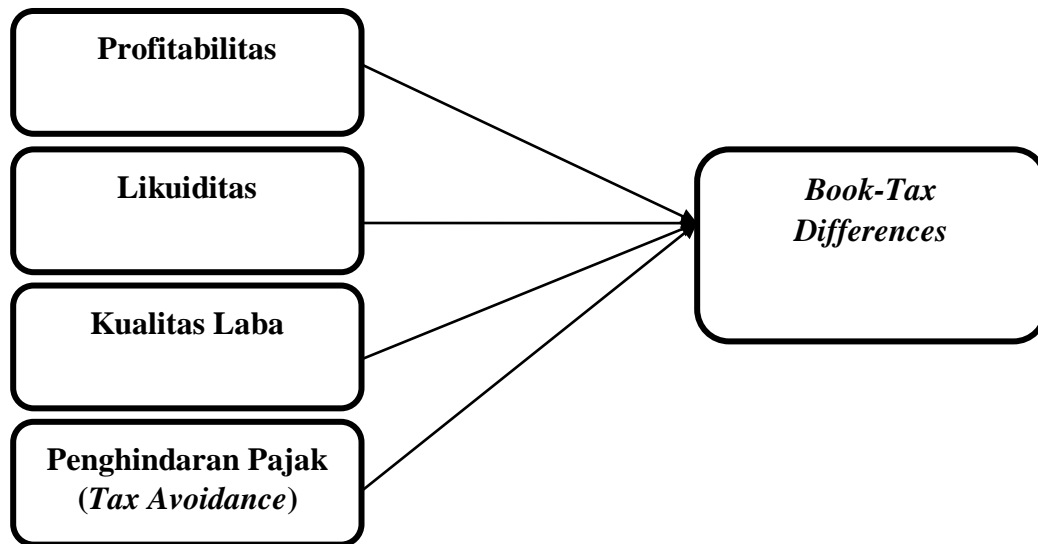 Profitabilitas
Likuiditas
Kualitas Laba
Penghindaran Pajak
(Tax Avoidance)
Book-Tax
Differences